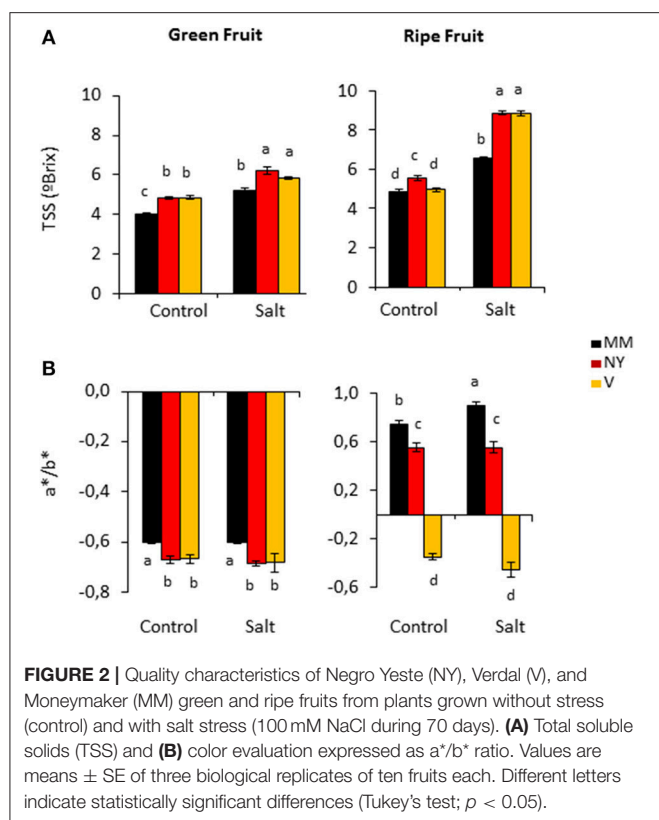 A
Green Fruit
Ripe Fruit
TSS (ºBrix)
10
8
6
4
2
0
c b b b a a
Control Salt
10
8
6
4
2
0
d c d b a a
Control Salt
MM
NY
V
B
a*/b*
0,0
-0,2
-0,4
-0,6
-0,8
a b b a b b
Control Salt
1,0
0,6
0,2
-0,2
-0,6
b c d a c d
Control Salt
FIGURE 2 | Quality characteristics of Negro Yeste (NY), Verdal (V), and
Moneymaker (MM) green and ripe fruits from plants grown without stress
(control) and with salt stress (100 mM NaCl during 70 days). (A) Total soluble
solids (TSS) and (B) color evaluation expressed as a*/b* ratio. Values are
means ± SE of three biological replicates of ten fruits each. Different letters
indicate statistically significant differences (Tukey's test; p < 0.05).